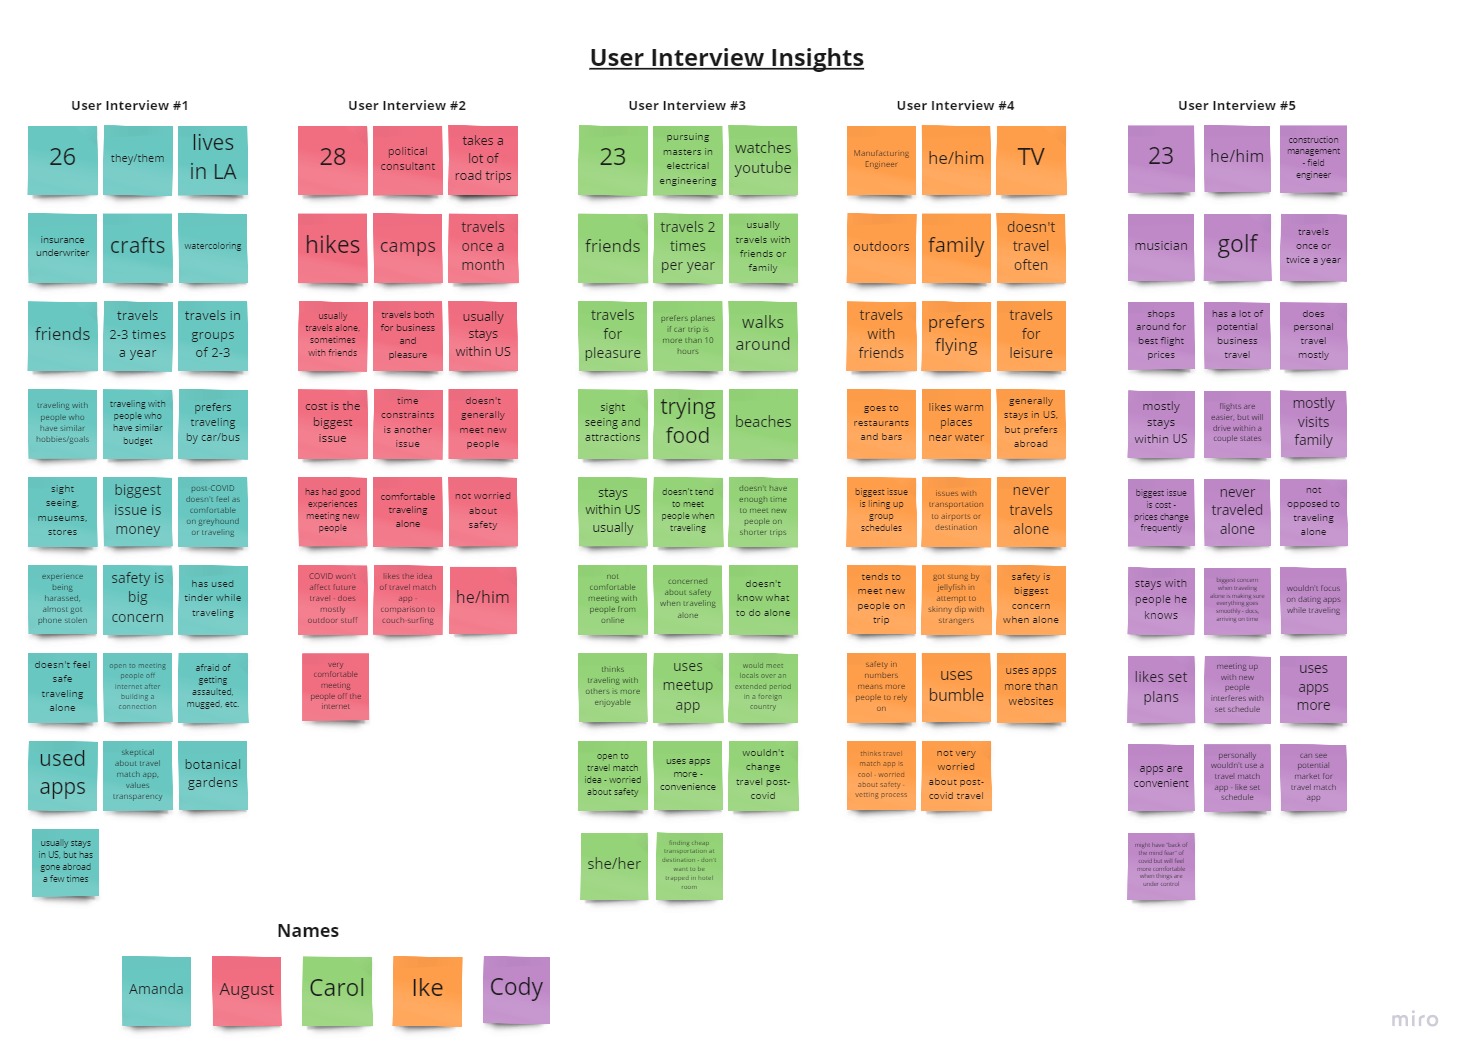 User Interview Insights
User Interview #1
26
they/them
lives
in LA
insurance
underwriter
crafts
watercoloring
friends
travels
2-3 times
a year
travels in
groups
of 2-3
traveling with
people who
have similar
hobbies/goals
traveling with
people who
have similar
budget
prefers
traveling
by car/bus
sight
seeing,
museums,
stores
biggest
issue is
money
post-COVID
doesn't feel as
comfortable
on greyhound
or traveling
experience
being
harassed,
almost got
phone stolen
safety is
big
concern
has used
tinder while
traveling
doesn't feel
safe
traveling
alone
open to meeting
people off
internet after
building a
connection
afraid of
getting
assaulted,
mugged, etc.
used
apps
skeptical
about travel
match app,
values
transparency
botanical
gardens
usually stays
in US, but has
gone abroad
a few times
User Interview #2
28
political
consultant
takes a
lot of
road trips
hikes
camps
travels
once a
month
usually
travels alone,
sometimes
with friends
travels both
for business
and
pleasure
usually
stays
within US
cost is the
biggest
issue
time
constraints
is another
issue
doesn't
generally
meet new
people
has had good
experiences
meeting new
people
comfortable
traveling
alone
not worried
about
safety
COVID won't
affect future
travel - does
mostly
outdoor stuff
likes the idea
of travel match
app -
comparison to
couch-surfing
he/him
very
comfortable
meeting
people off the
internet
User Interview #3
23
pursuing
masters in
electrical
engineering
watches
youtube
friends
travels 2
times
per year
usually
travels with
friends or
family
travels
for
pleasure
prefers planes
if car trip is
more than 10
hours
walks
around
sight
seeing and
attractions
trying
food
beaches
stays
within US
usually
doesn't tend
to meet
people when
traveling
doesn't have
enough time
to meet new
people on
shorter trips
not
comfortable
meeting with
people from
online
concerned
about safety
when traveling
alone
doesn't
know what
to do alone
thinks
traveling with
others is more
enjoyable
uses
meetup
app
would meet
locals over an
extended period
in a foreign
country
open to
travel match
idea - worried
about safety
uses apps
more -
convenience
wouldn't
change
travel post-
covid
she/her
finding cheap
transportation at
destination - don't
want to be
trapped in hotel
room
User Interview #4
Manufacturing
Engineer
he/him
TV
outdoors
family
doesn't
travel
often
travels
with
friends
prefers
flying
travels
for
leisure
goes to
restaurants
and bars
likes warm
places
near water
generally
stays in US,
but prefers
abroad
biggest issue
is lining up
group
schedules
issues with
transportation
to airports or
destination
never
travels
alone
tends to
meet new
people on
trip
got stung by
jellyfish in
attempt to
skinny dip with
strangers
safety is
biggest
concern
when alone
safety in
numbers
means more
people to rely
on
uses
bumble
uses apps
more than
websites
thinks travel
match app is
cool - worried
about safety -
vetting process
not very
worried
about post-
covid travel
User Interview #5
23
he/him
construction
management
- field
engineer
musician
golf
travels
once or
twice a year
shops
around for
best flight
prices
has a lot of
potential
business
travel
does
personal
travel
mostly
mostly
stays
within US
flights are
easier, but will
drive within a
couple states
mostly
visits
family
biggest issue
is cost -
prices change
frequently
never
traveled
alone
not
opposed to
traveling
alone
stays with
people he
knows
biggest concern
when traveling
alone is making sure
everything goes
smoothly - docs,
arriving on time
wouldn't focus
on dating apps
while traveling
likes set
plans
meeting up
with new
people
interferes with
set schedule
uses
apps
more
apps are
convenient
personally
wouldn't use a
travel match
app - like set
schedule
can see
potential
market for
travel match
app
might have "back of
the mind fear" of
covid but will feel
more comfortable
when things are
under control
Names
Amanda
August
Carol
Ike
Cody
miro